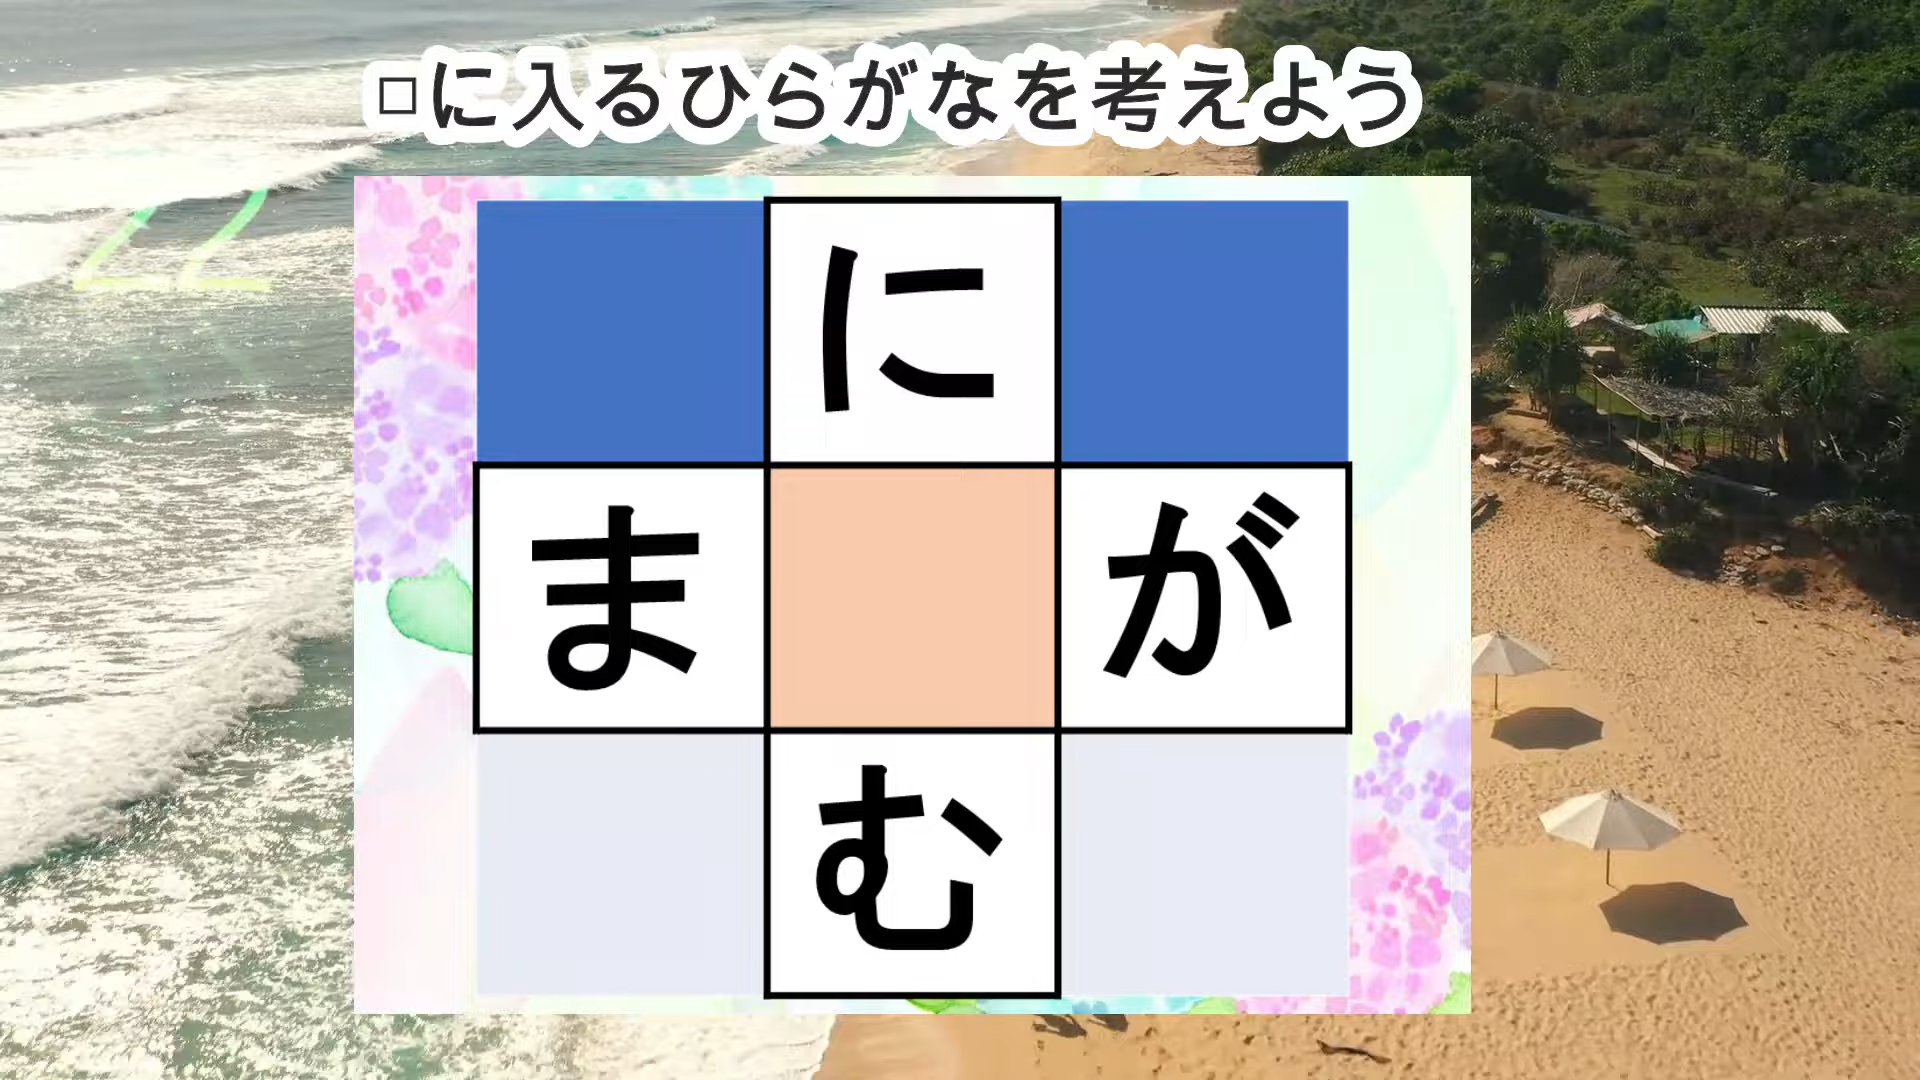 □に入るひらがなを考えよう
に
ま が
む